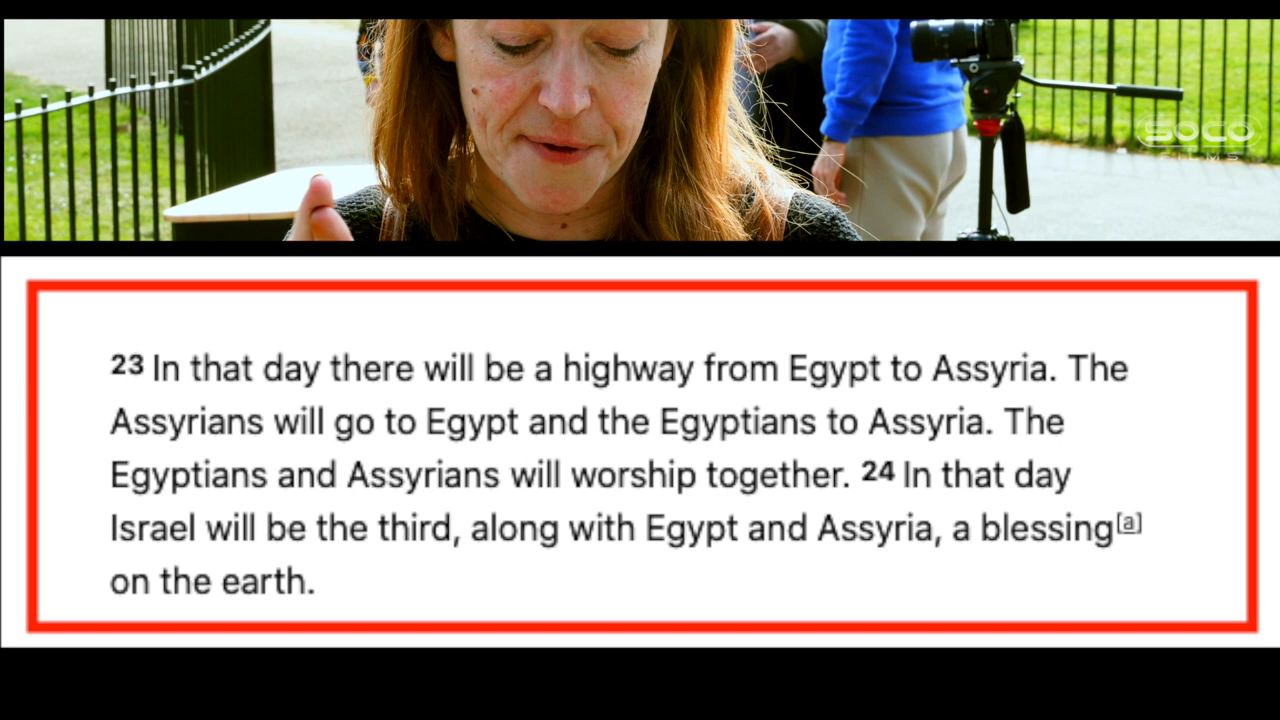 SOCO
FILMS
23 In that day there will be a highway from Egypt to Assyria. The
Assyrians will go to Egypt and the Egyptians to Assyria. The
Egyptians and Assyrians will worship together. 24 In that day
Israel will be the third, along with Egypt and Assyria, a blessing[a]
on the earth.